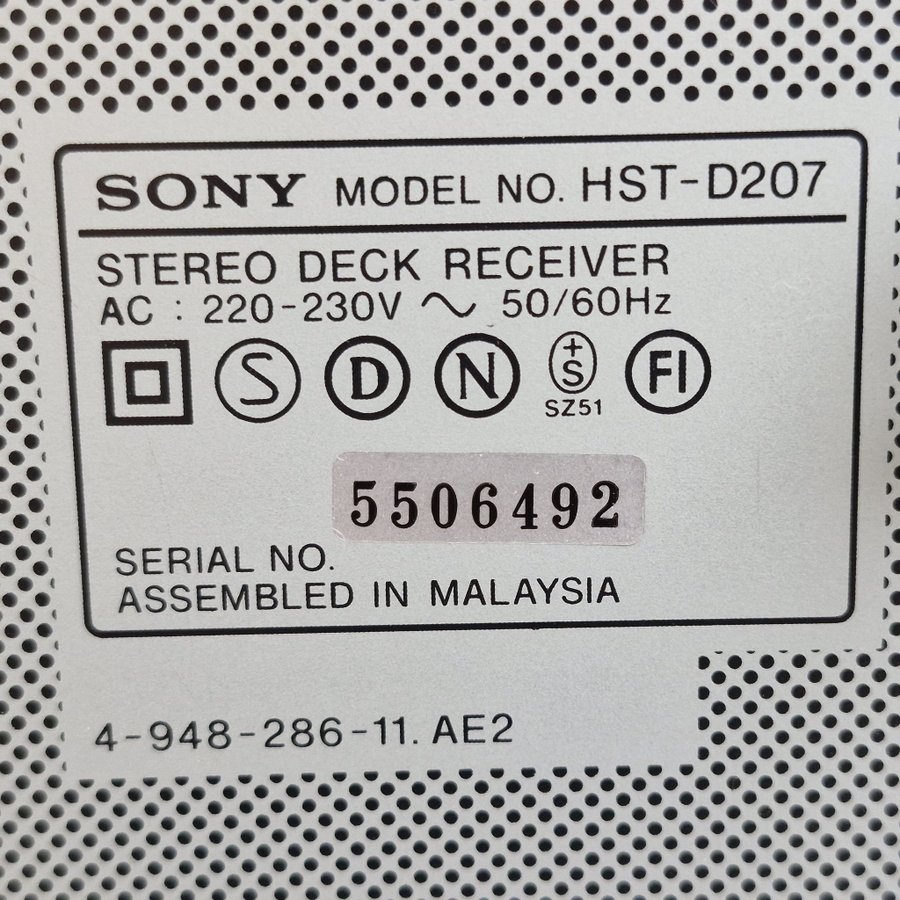 SONY MODEL NO. HST-D207
STEREO DECK RECEIVER
AC : 220-230V ~ 50/60Hz
S D N +S FI
SZ51
5506492
SERIAL NO.
ASSEMBLED IN MALAYSIA
4-948-286-11. AE2